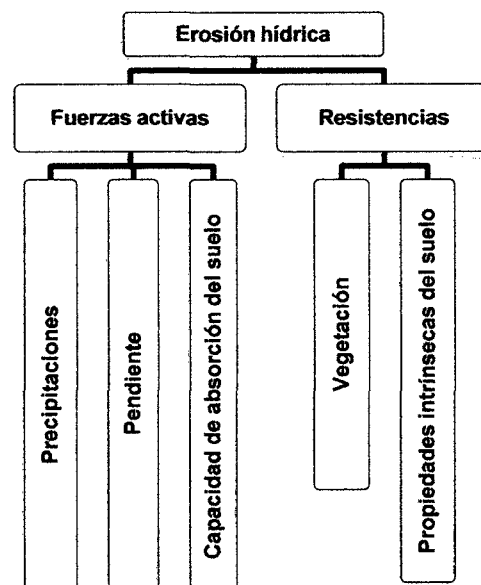 Erosión hídrica
Fuerzas activas
Resistencias
Precipitaciones
Pendiente
Capacidad de absorción del suelo
Vegetación
Propiedades intrínsecas del suelo